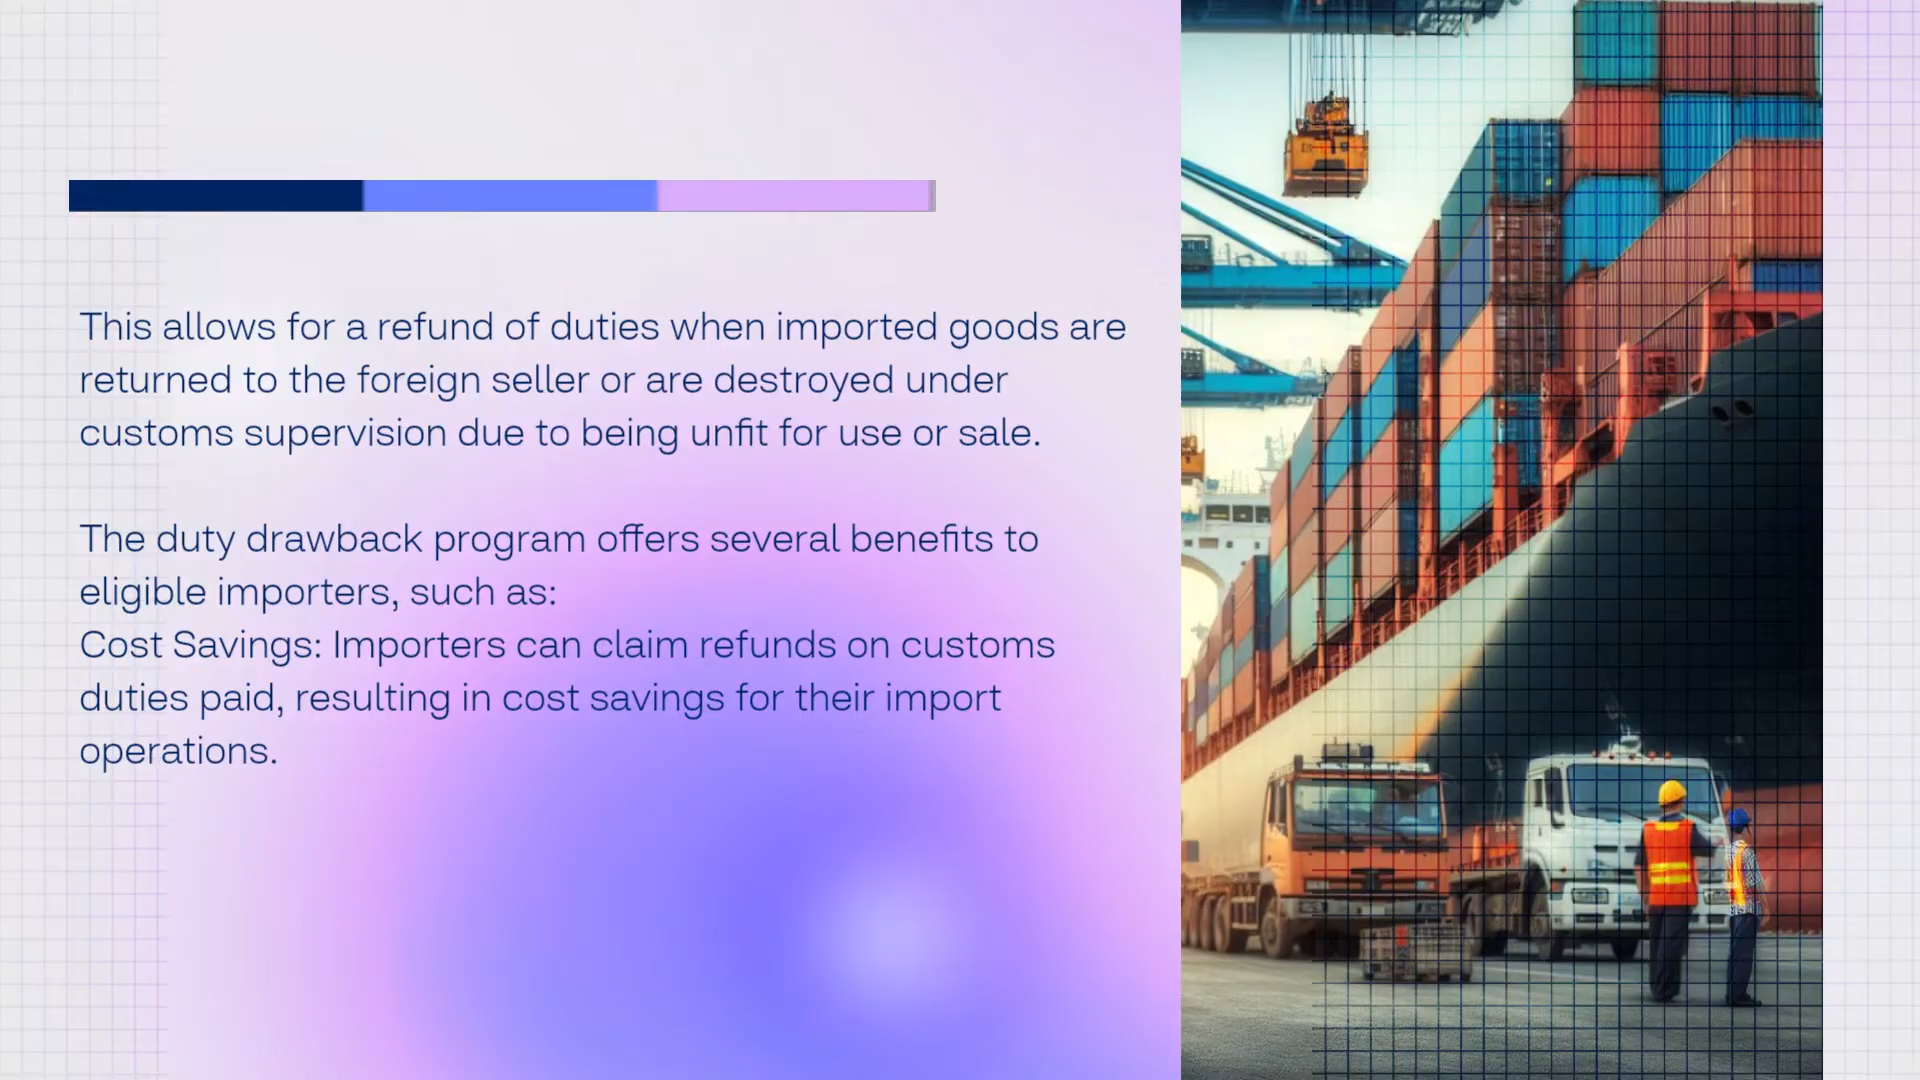 This allows for a refund of duties when imported goods are
returned to the foreign seller or are destroyed under
customs supervision due to being unfit for use or sale.
The duty drawback program offers several benefits to
eligible importers, such as:
Cost Savings: Importers can claim refunds on customs
duties paid, resulting in cost savings for their import
operations.